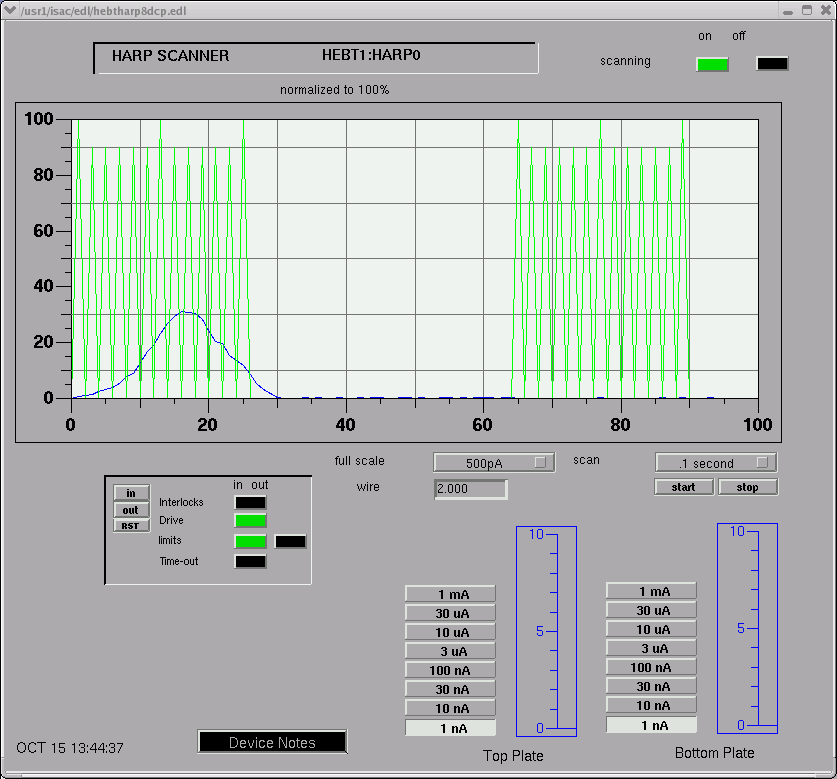 /usr1/isac/edl/hebtharp8dcp.edl
on off
HARP SCANNER HEBT1:HARP0
scanning
normalized to 100%
100
80
60
40
20
0
0 20 40 60 80 100
full scale 500pA scan .1 second
wire 2.000 start stop
in out
in Interlocks
out Drive
RST limits
Time-out
10 10
1 mA 1 mA
30 uA 30 uA
10 uA 5 10 uA 5
3 uA 3 uA
100 nA 100 nA
30 nA 30 nA
10 nA 10 nA
1 nA 0 1 nA 0
OCT 15 13:44:37 Device Notes Top Plate Bottom Plate